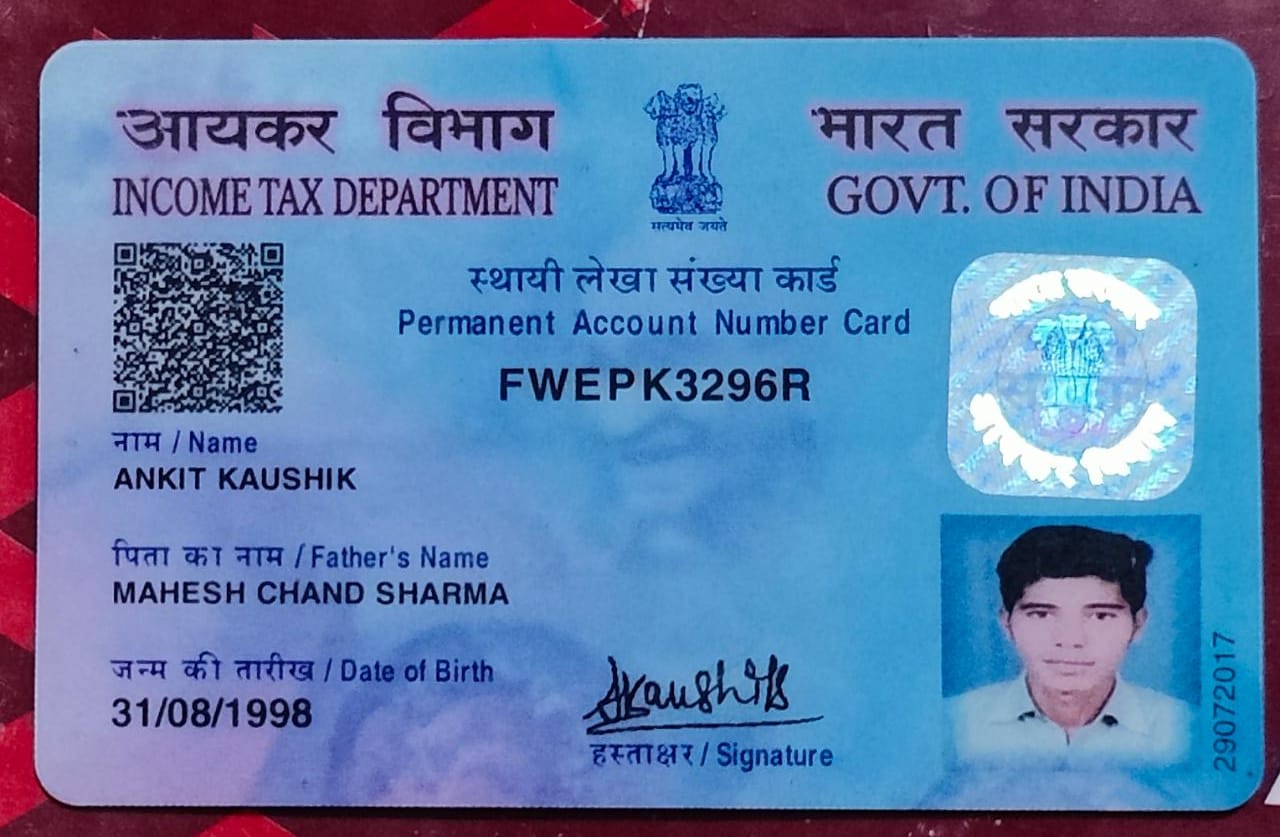 आयकर विभाग
INCOME TAX DEPARTMENT
सत्यमेव जयते
भारत सरकार
GOVT. OF INDIA
स्थायी लेखा संख्या कार्ड
Permanent Account Number Card
FWEPK3296R
नाम / Name
ANKIT KAUSHIK
पिता का नाम / Father's Name
MAHESH CHAND SHARMA
जन्म की तारीख / Date of Birth
31/08/1998
AKaushik
हस्ताक्षर / Signature
29072017